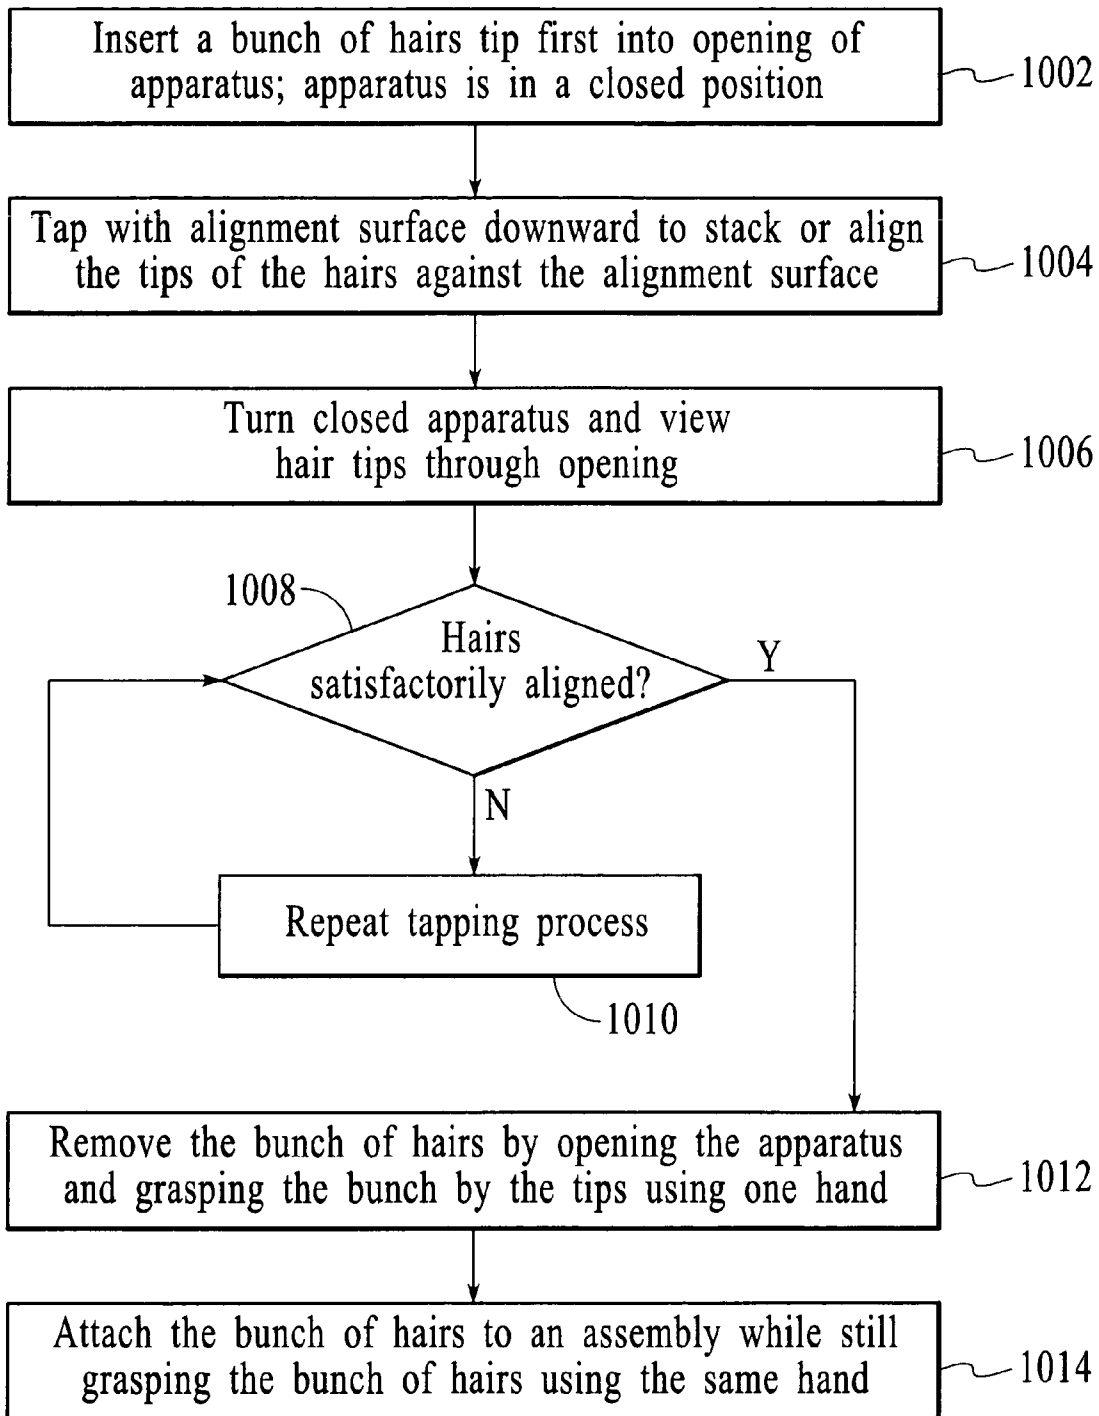 Insert a bunch of hairs tip first into opening of
apparatus; apparatus is in a closed position
1002
Tap with alignment surface downward to stack or align
the tips of the hairs against the alignment surface
1004
Turn closed apparatus and view
hair tips through opening
1006
1008
Hairs
satisfactorily aligned?
Y
N
Repeat tapping process
1010
Remove the bunch of hairs by opening the apparatus
and grasping the bunch by the tips using one hand
1012
Attach the bunch of hairs to an assembly while still
grasping the bunch of hairs using the same hand
1014